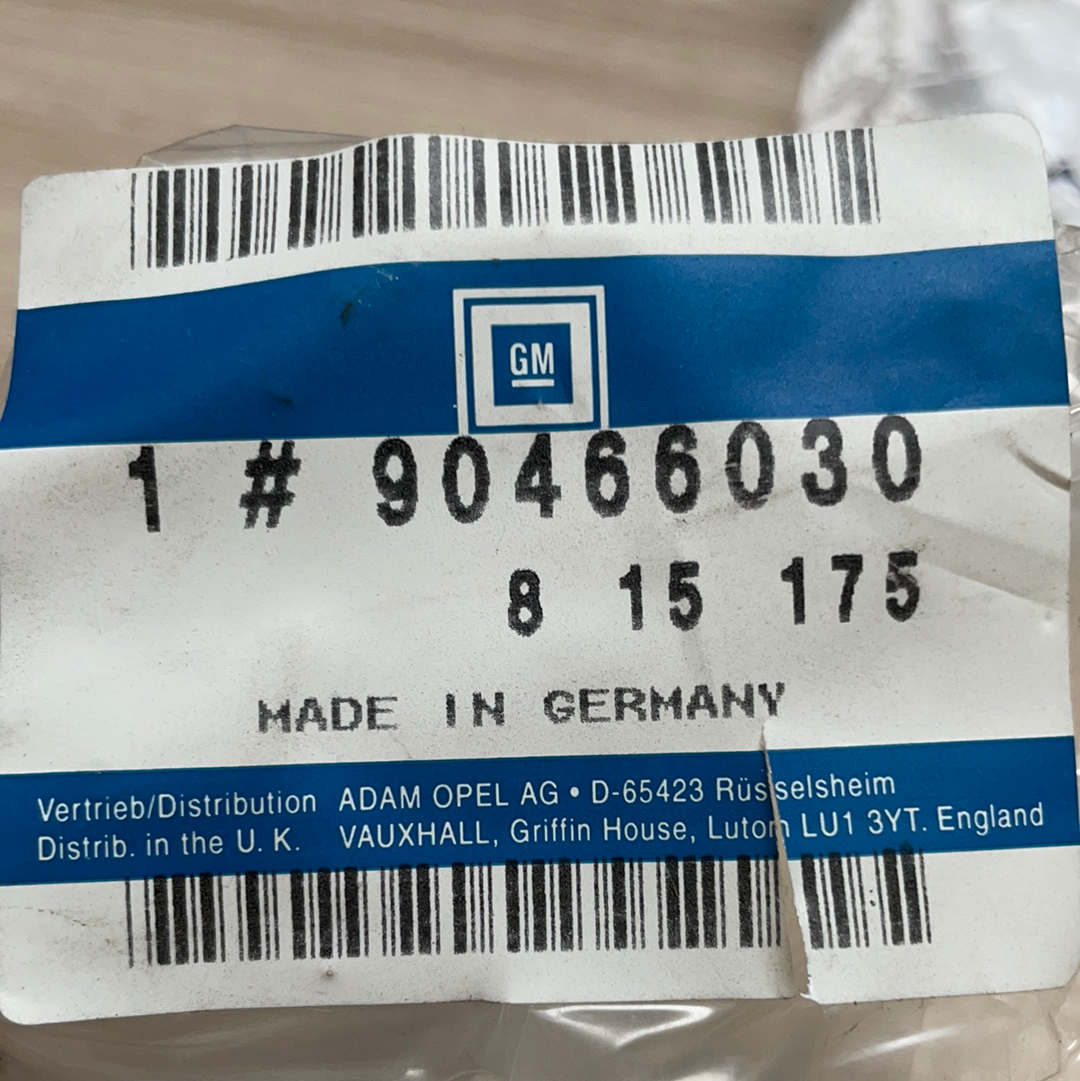 GM
1 # 90466030
8 15 175
MADE IN GERMANY
Vertrieb/Distribution ADAM OPEL AG • D-65423 Rüsselsheim
Distrib. in the U. K. VAUXHALL, Griffin House, Luton LU1 3YT. England